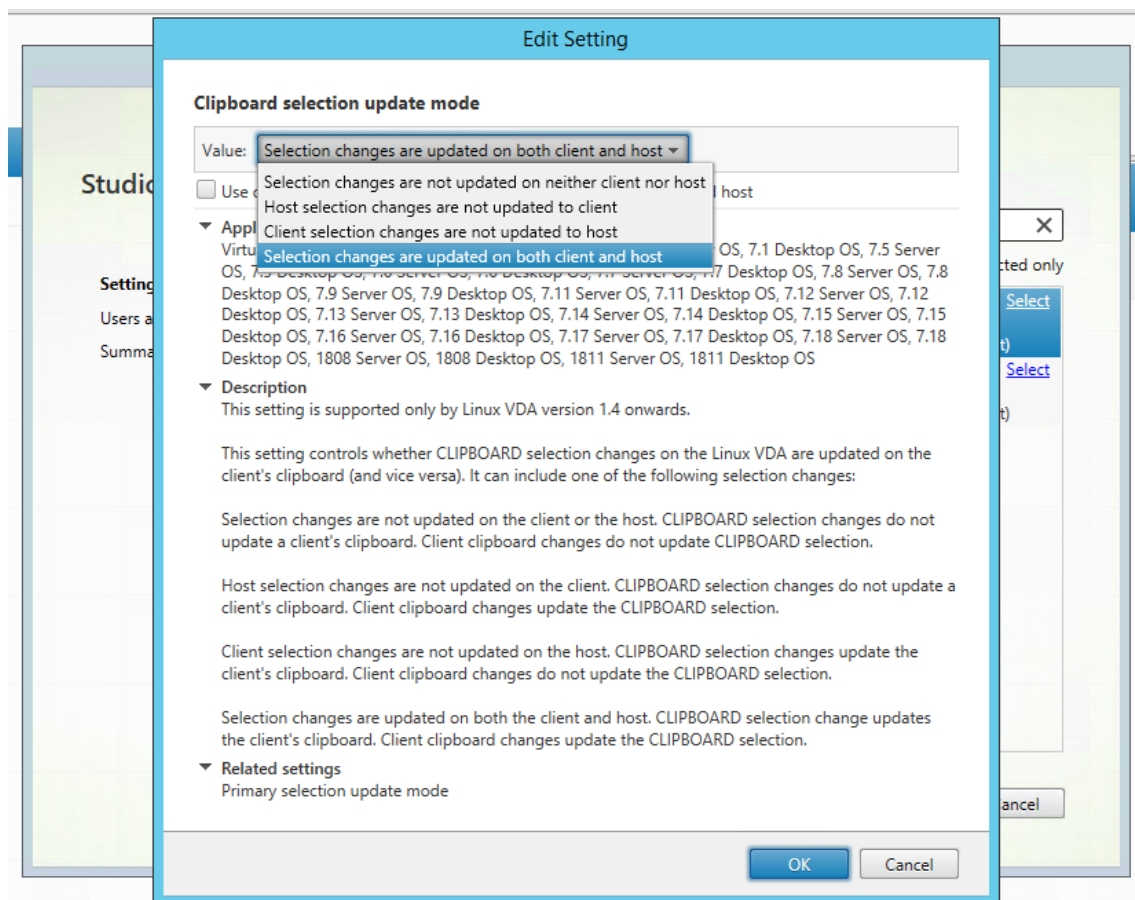 Edit Setting
Clipboard selection update mode
Value: Selection changes are updated on both client and host
Selection changes are not updated on neither client nor host
Use host
Host selection changes are not updated to client
Client selection changes are not updated to host
Selection changes are updated on both client and host
OS, 7.1 Desktop OS, 7.5 Server
7.7 Desktop OS, 7.8 Server OS, 7.8
Desktop OS, 7.9 Server OS, 7.9 Desktop OS, 7.11 Server OS, 7.11 Desktop OS, 7.12 Server OS, 7.12
Desktop OS, 7.13 Server OS, 7.13 Desktop OS, 7.14 Server OS, 7.14 Desktop OS, 7.15 Server OS, 7.15
Desktop OS, 7.16 Server OS, 7.16 Desktop OS, 7.17 Server OS, 7.17 Desktop OS, 7.18 Server OS, 7.18
Desktop OS, 1808 Server OS, 1808 Desktop OS, 1811 Server OS, 1811 Desktop OS
Description
This setting is supported only by Linux VDA version 1.4 onwards.
This setting controls whether CLIPBOARD selection changes on the Linux VDA are updated on the
client's clipboard (and vice versa). It can include one of the following selection changes:
Selection changes are not updated on the client or the host. CLIPBOARD selection changes do not
update a client's clipboard. Client clipboard changes do not update CLIPBOARD selection.
Host selection changes are not updated on the client. CLIPBOARD selection changes do not update a
client's clipboard. Client clipboard changes update the CLIPBOARD selection.
Client selection changes are not updated on the host. CLIPBOARD selection changes update the
client's clipboard. Client clipboard changes do not update the CLIPBOARD selection.
Selection changes are updated on both the client and host. CLIPBOARD selection change updates
the client's clipboard. Client clipboard changes update the CLIPBOARD selection.
Related settings
Primary selection update mode
OK
Cancel
Studio
Setting
Users a
Summa
cted only
Select
t)
Select
t)
ancel